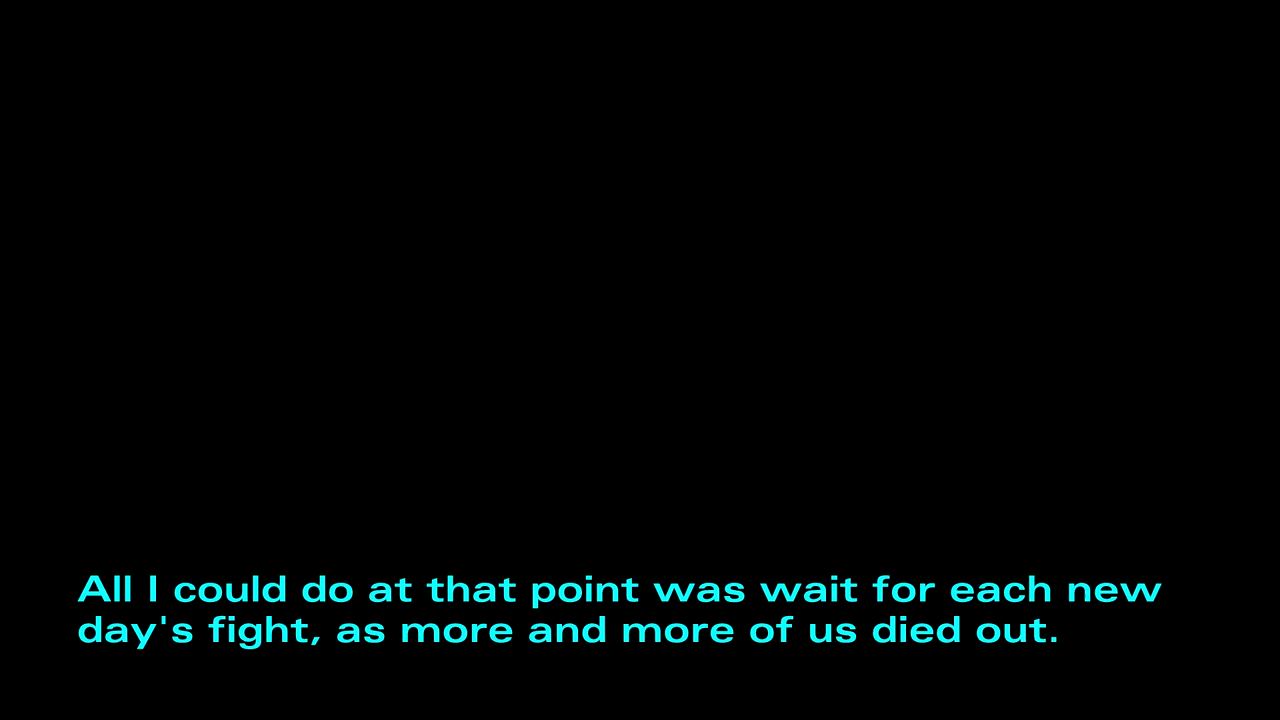 All I could do at that point was wait for each new
day's fight, as more and more of us died out.